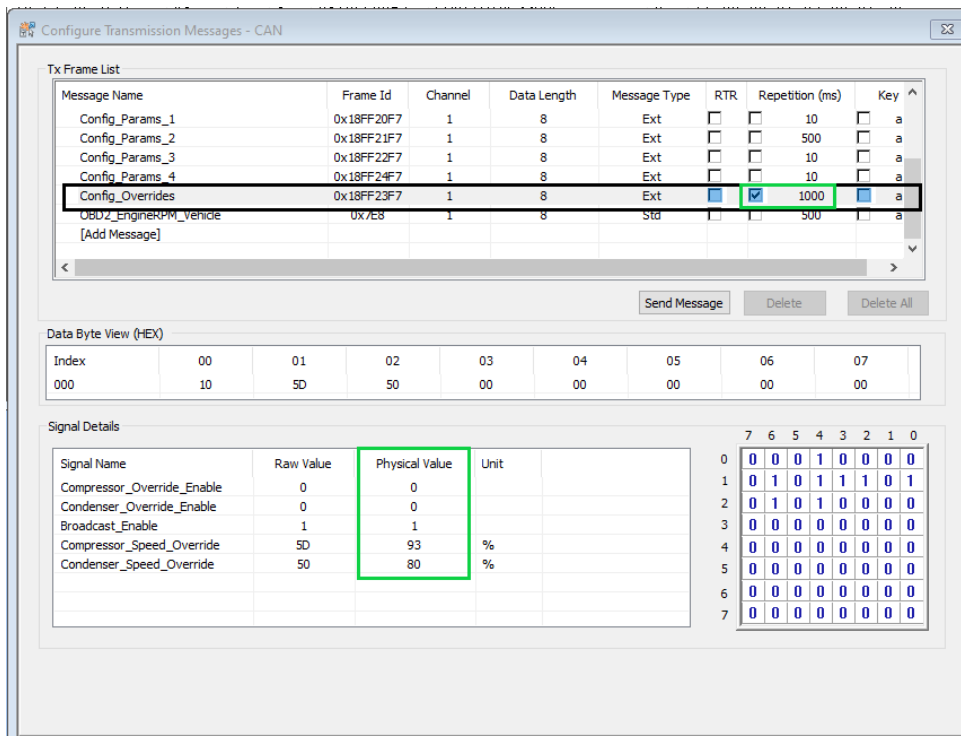 Configure Transmission Messages - CAN
Tx Frame List
Message Name Frame Id Channel Data Length Message Type RTR Repetition (ms) Key
Config_Params_1 0x18FF20F7 1 8 Ext 10 a
Config_Params_2 0x18FF21F7 1 8 Ext 500 a
Config_Params_3 0x18FF22F7 1 8 Ext 10 a
Config_Params_4 0x18FF24F7 1 8 Ext 10 a
Config_Overrides 0x18FF23F7 1 8 Ext 1000 a
OBD2_EngineRPM_Vehicle 0x7E8 1 8 Std 500 a
[Add Message]
Send Message Delete Delete All
Data Byte View (HEX)
Index 00 01 02 03 04 05 06 07
000 10 5D 50 00 00 00 00 00
Signal Details
7 6 5 4 3 2 1 0
Signal Name Raw Value Physical Value Unit
Compressor_Override_Enable 0 0
Condenser_Override_Enable 0 0
Broadcast_Enable 1 1
Compressor_Speed_Override 5D 93 %
Condenser_Speed_Override 50 80 %
0 0 0 0 1 0 0 0 0
1 0 1 0 1 1 1 0 1
2 0 1 0 1 0 0 0 0
3 0 0 0 0 0 0 0 0
4 0 0 0 0 0 0 0 0
5 0 0 0 0 0 0 0 0
6 0 0 0 0 0 0 0 0
7 0 0 0 0 0 0 0 0